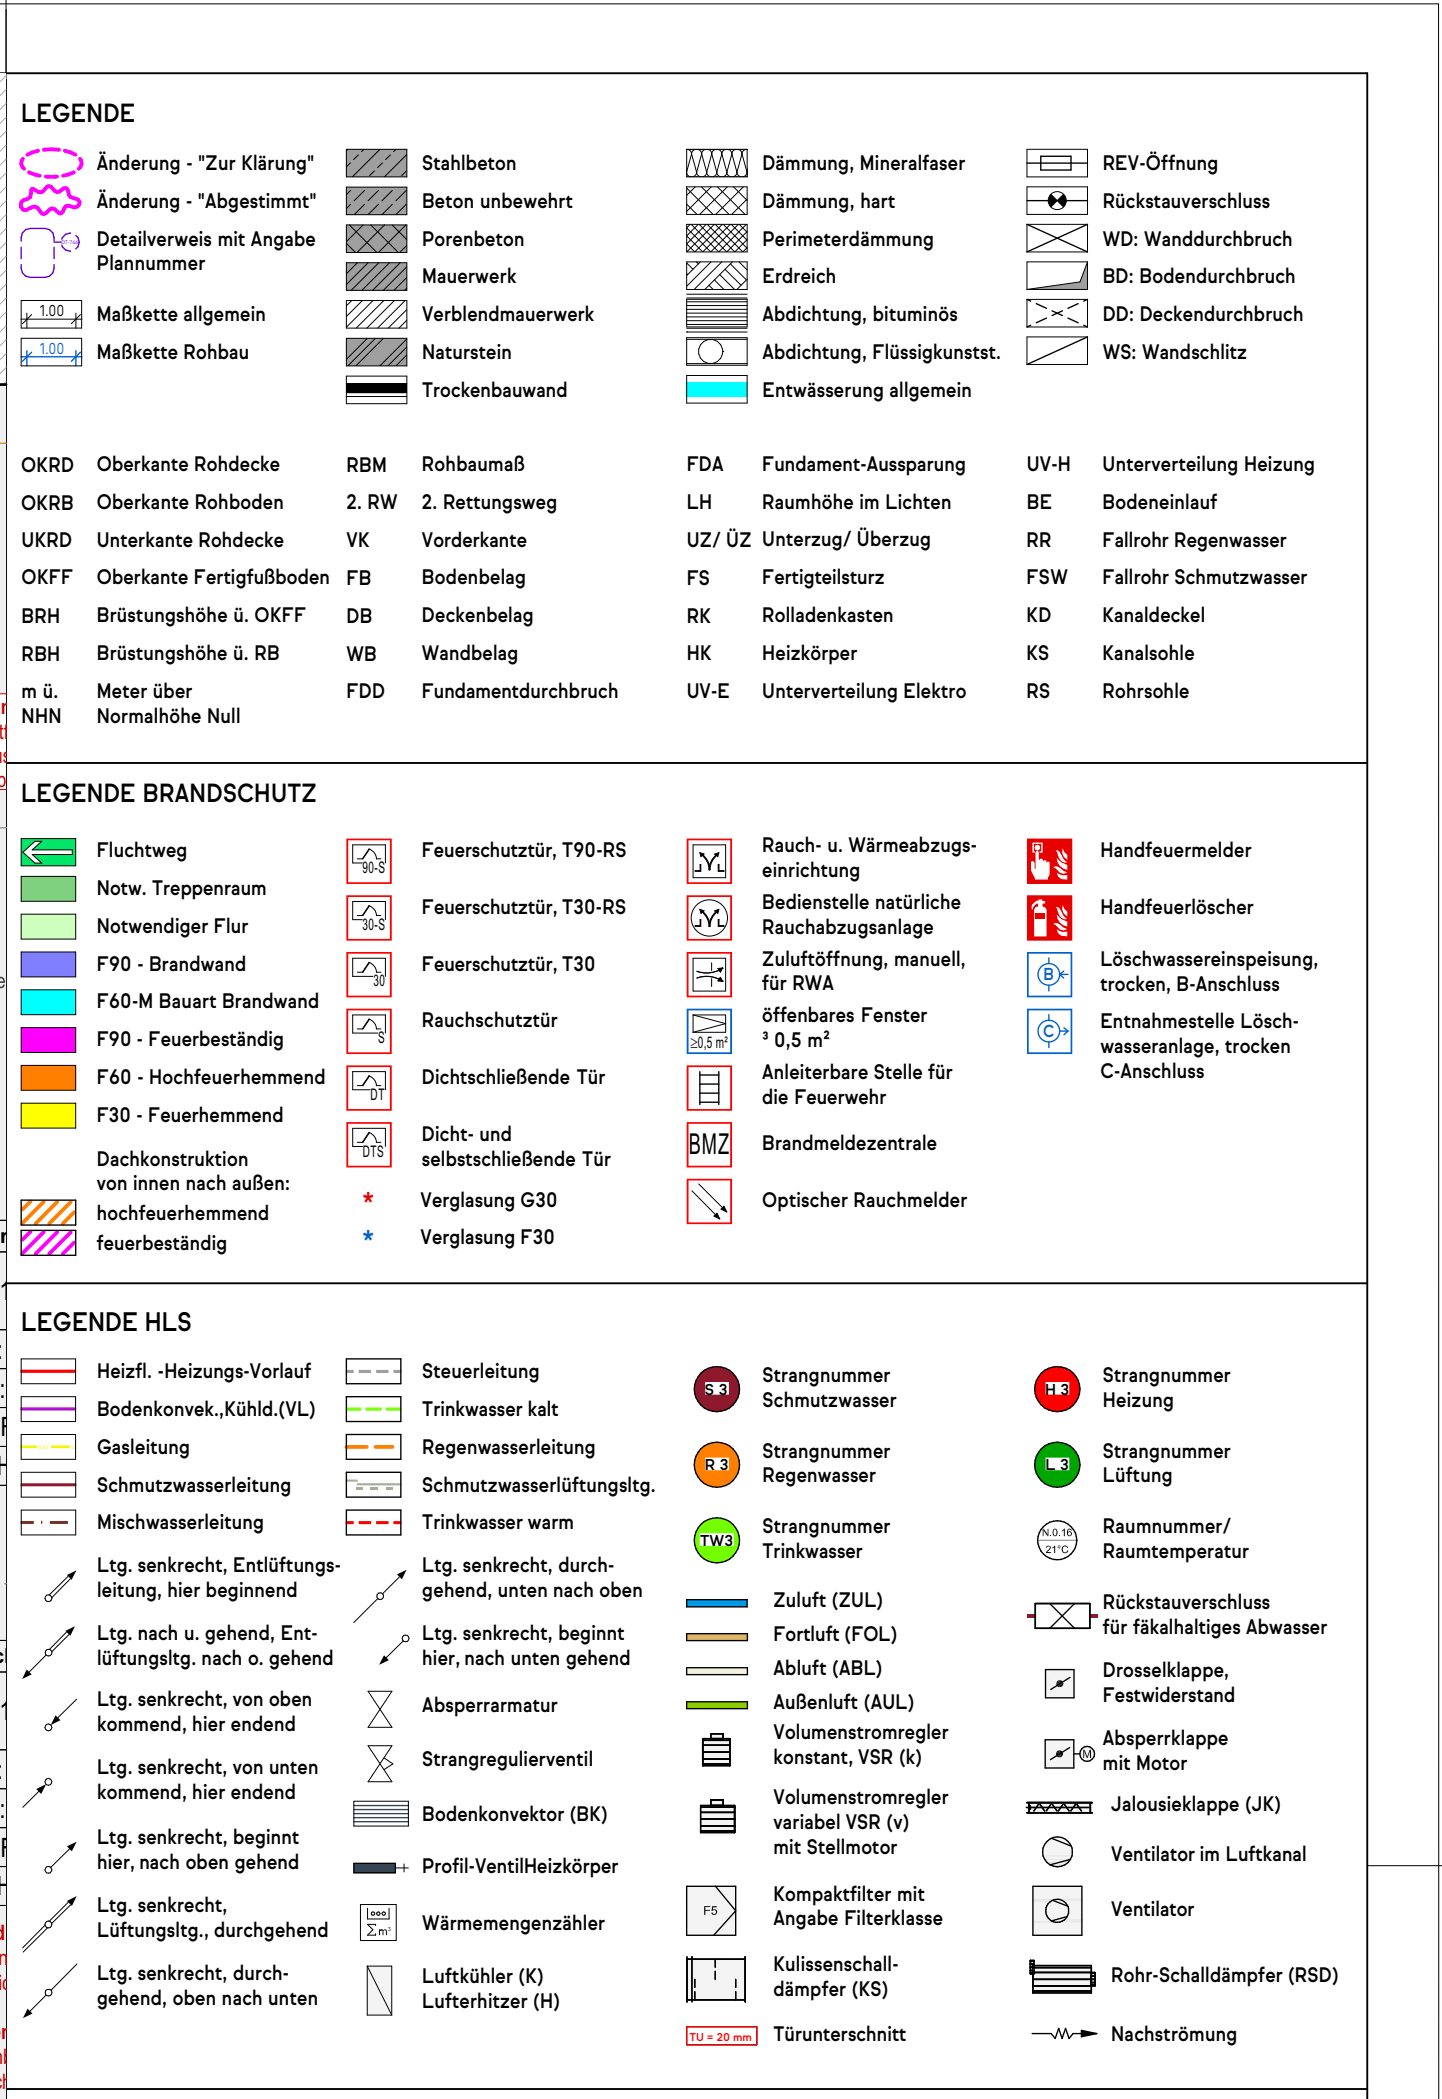 LEGENDE
Änderung - "Zur Klärung"
Änderung - "Abgestimmt"
Detailverweis mit Angabe
Plannummer
1.00 Maßkette allgemein
1.00 Maßkette Rohbau
Stahlbeton
Beton unbewehrt
Porenbeton
Mauerwerk
Verblendmauerwerk
Naturstein
Trockenbauwand
Dämmung, Mineralfaser
Dämmung, hart
Perimeterdämmung
Erdreich
Abdichtung, bituminös
Abdichtung, Flüssigkunstst.
Entwässerung allgemein
REV-Öffnung
Rückstauverschluss
WD: Wanddurchbruch
BD: Bodendurchbruch
DD: Deckendurchbruch
WS: Wandschlitz
OKRD Oberkante Rohdecke
OKRB Oberkante Rohboden
UKRD Unterkante Rohdecke
OKFF Oberkante Fertigfußboden
BRH Brüstungshöhe ü. OKFF
RBH Brüstungshöhe ü. RB
m ü. Meter über
NHN Normalhöhe Null
RBM Rohbaumaß
2. RW 2. Rettungsweg
VK Vorderkante
FB Bodenbelag
DB Deckenbelag
WB Wandbelag
FDD Fundamentdurchbruch
FDA Fundament-Aussparung
LH Raumhöhe im Lichten
UZ/ ÜZ Unterzug/ Überzug
FS Fertigteilsturz
RK Rolladenkasten
HK Heizkörper
UV-E Unterverteilung Elektro
UV-H Unterverteilung Heizung
BE Bodeneinlauf
RR Fallrohr Regenwasser
FSW Fallrohr Schmutzwasser
KD Kanaldeckel
KS Kanalsohle
RS Rohrsohle
LEGENDE BRANDSCHUTZ
Fluchtweg
Notw. Treppenraum
Notwendiger Flur
F90 - Brandwand
F60-M Bauart Brandwand
F90 - Feuerbeständig
F60 - Hochfeuerhemmend
F30 - Feuerhemmend
Dachkonstruktion
von innen nach außen:
hochfeuerhemmend
feuerbeständig
90-S Feuerschutztür, T90-RS
30-S Feuerschutztür, T30-RS
30 Feuerschutztür, T30
S Rauchschutztür
DT Dichtschließende Tür
DTS Dicht- und
selbstschließende Tür
* Verglasung G30
* Verglasung F30
Rauch- u. Wärmeabzugs-
einrichtung
Bedienstelle natürliche
Rauchabzugsanlage
Zuluftöffnung, manuell,
für RWA
öffenbares Fenster
≥0,5 m² ³ 0,5 m²
Anleiterbare Stelle für
die Feuerwehr
BMZ Brandmeldezentrale
Optischer Rauchmelder
Handfeuermelder
Handfeuerlöscher
B Löschwassereinspeisung,
trocken, B-Anschluss
C Entnahmestelle Lösch-
wasseranlage, trocken
C-Anschluss
LEGENDE HLS
Heizfl. -Heizungs-Vorlauf
Bodenkonvek.,Kühld.(VL)
Gasleitung
Schmutzwasserleitung
Mischwasserleitung
Ltg. senkrecht, Entlüftungs-
leitung, hier beginnend
Ltg. nach u. gehend, Ent-
lüftungsltg. nach o. gehend
Ltg. senkrecht, von oben
kommend, hier endend
Ltg. senkrecht, von unten
kommend, hier endend
Ltg. senkrecht, beginnt
hier, nach oben gehend
Ltg. senkrecht,
Lüftungsltg., durchgehend
Ltg. senkrecht, durch-
gehend, oben nach unten
Steuerleitung
Trinkwasser kalt
Regenwasserleitung
Schmutzwasserlüftungsltg.
Trinkwasser warm
Ltg. senkrecht, durch-
gehend, unten nach oben
Ltg. senkrecht, beginnt
hier, nach unten gehend
Absperrarmatur
Strangregulierventil
Bodenkonvektor (BK)
Profil-VentilHeizkörper
Σm³ Wärmemengenzähler
Luftkühler (K)
Lufterhitzer (H)
S 3 Strangnummer
Schmutzwasser
R 3 Strangnummer
Regenwasser
TW3 Strangnummer
Trinkwasser
Zuluft (ZUL)
Fortluft (FOL)
Abluft (ABL)
Außenluft (AUL)
Volumenstromregler
konstant, VSR (k)
Volumenstromregler
variabel VSR (v)
mit Stellmotor
F5 Kompaktfilter mit
Angabe Filterklasse
Kulissenschall-
dämpfer (KS)
TU = 20 mm Türunterschnitt
H 3 Strangnummer
Heizung
L 3 Strangnummer
Lüftung
N.0.16 Raumnummer/
21°C Raumtemperatur
Rückstauverschluss
für fäkalhaltiges Abwasser
Drosselklappe,
Festwiderstand
M Absperrklappe
mit Motor
Jalousieklappe (JK)
Ventilator im Luftkanal
Ventilator
Rohr-Schalldämpfer (RSD)
Nachströmung